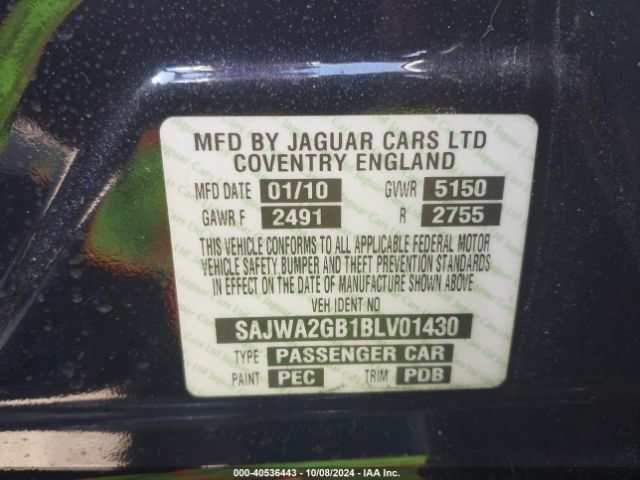 MFD BY JAGUAR CARS LTD
COVENTRY ENGLAND
MFD DATE 01/10 GVWR 5150
GAWR F 2491 R 2755
THIS VEHICLE CONFORMS TO ALL APPLICABLE FEDERAL MOTOR
VEHICLE SAFETY, BUMPER AND THEFT PREVENTION STANDARDS
IN EFFECT ON THE DATE OF MANUFACTURE SHOWN ABOVE
VEH IDENT NO
SAJWA2GB1BLV01430
TYPE PASSENGER CAR
PAINT PEC TRIM PDB
000-40536443 - 10/08/2024 - IAA Inc.